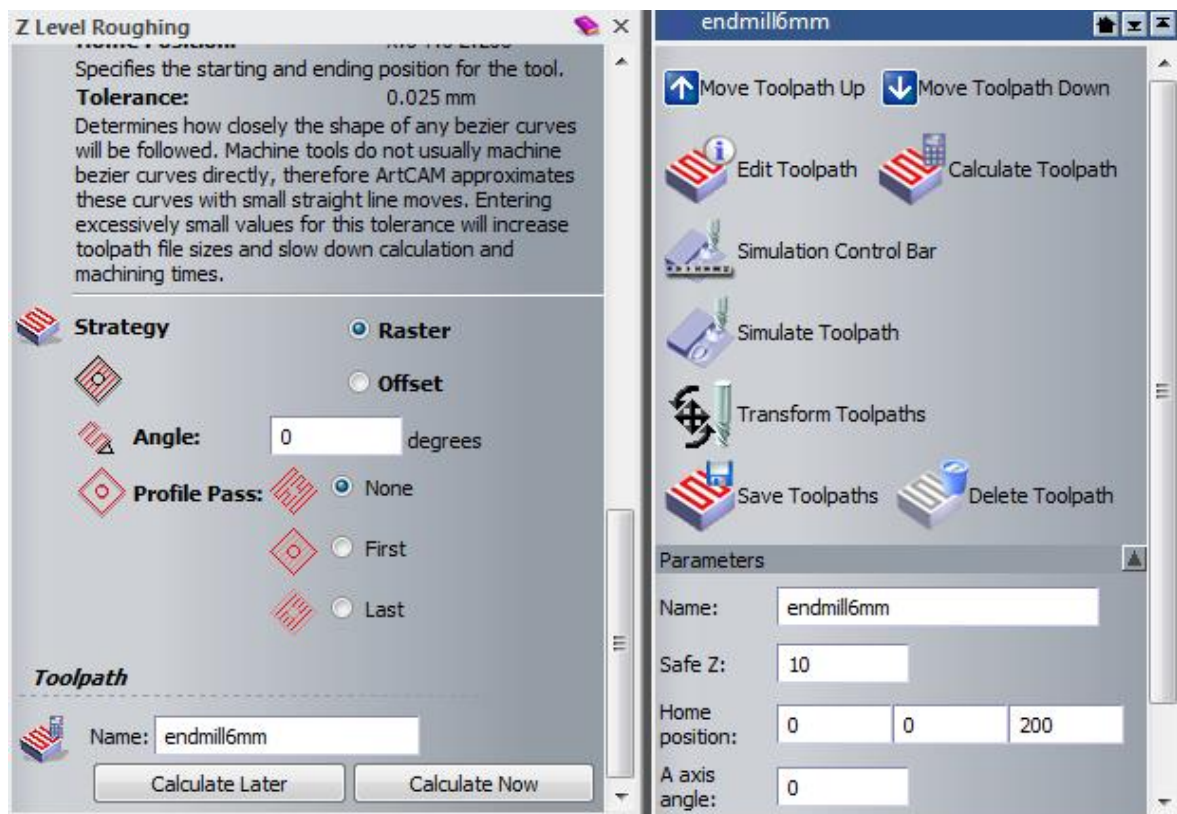 Z Level Roughing
Specifies the starting and ending position for the tool.
Tolerance: 0.025 mm
Determines how closely the shape of any bezier curves
will be followed. Machine tools do not usually machine
bezier curves directly, therefore ArtCAM approximates
these curves with small straight line moves. Entering
excessively small values for this tolerance will increase
toolpath file sizes and slow down calculation and
machining times.
Strategy Raster
Offset
Angle: 0 degrees
Profile Pass: None
First
Last
Toolpath
Name: endmill6mm
Calculate Later Calculate Now
endmill6mm
Move Toolpath Up Move Toolpath Down
Edit Toolpath Calculate Toolpath
Simulation Control Bar
Simulate Toolpath
Transform Toolpaths
Save Toolpaths Delete Toolpath
Parameters
Name: endmill6mm
Safe Z: 10
Home
position: 0 0 200
A axis
angle: 0